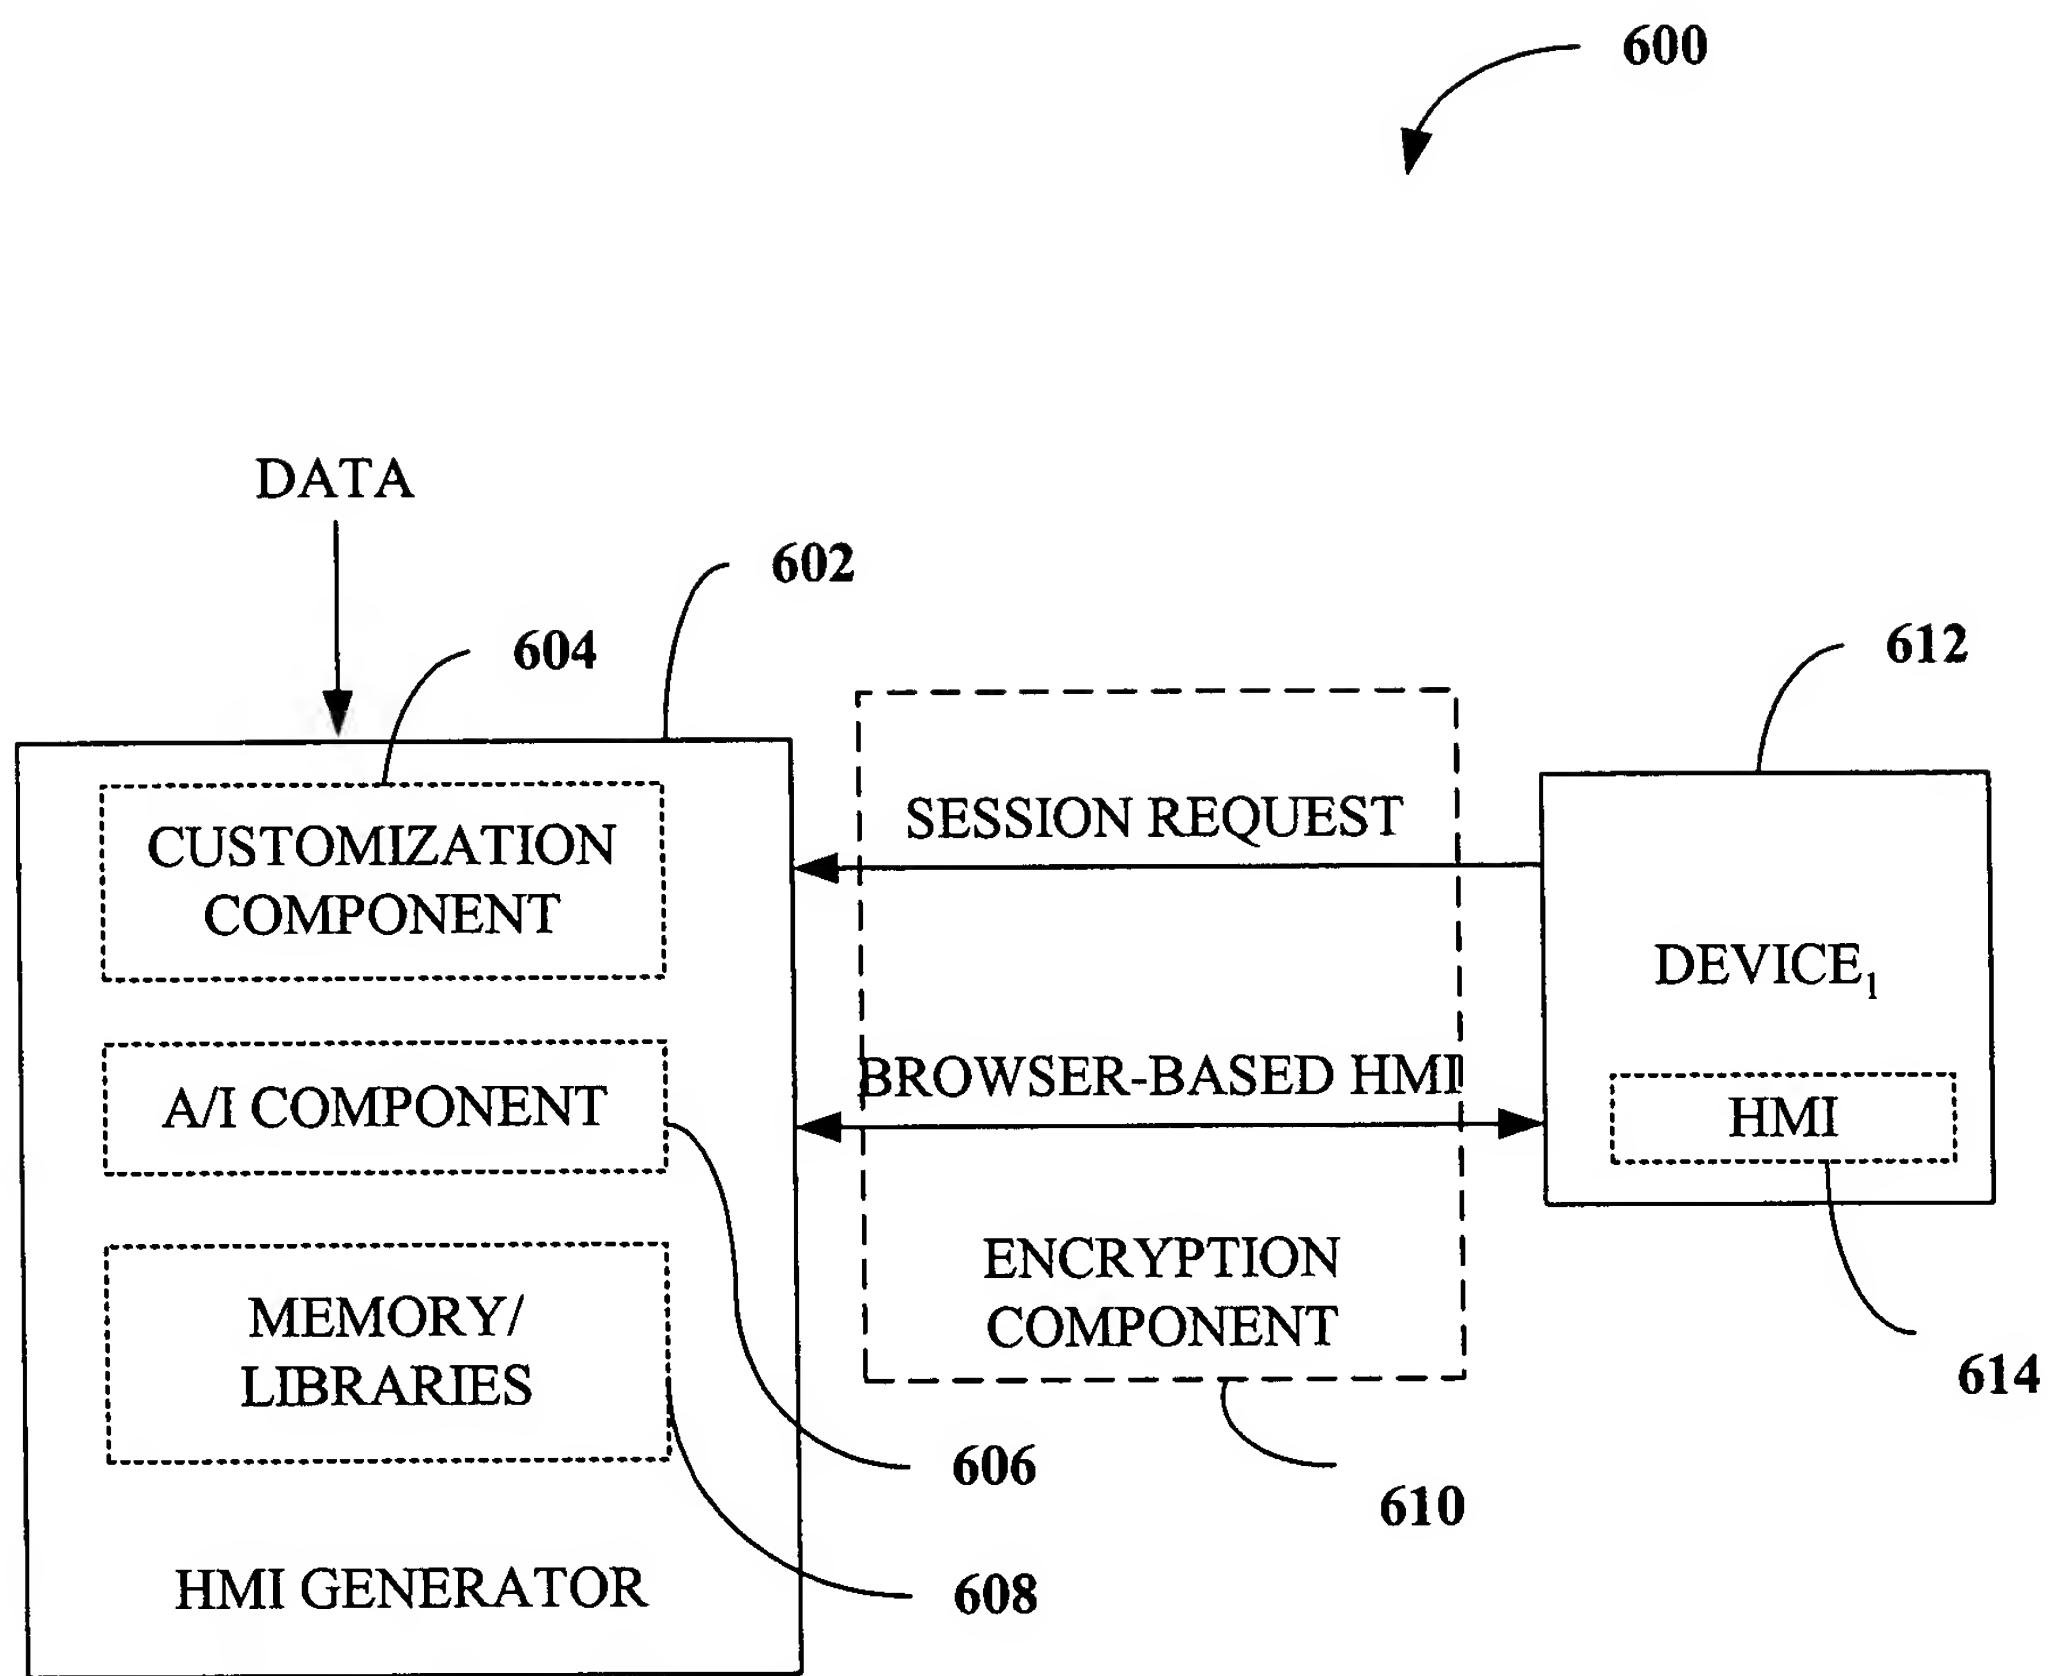 600
DATA
602
604
612
CUSTOMIZATION
COMPONENT
SESSION REQUEST
DEVICE₁
A/I COMPONENT
BROWSER-BASED HMI
HMI
MEMORY/
LIBRARIES
ENCRYPTION
COMPONENT
614
606
610
HMI GENERATOR
608